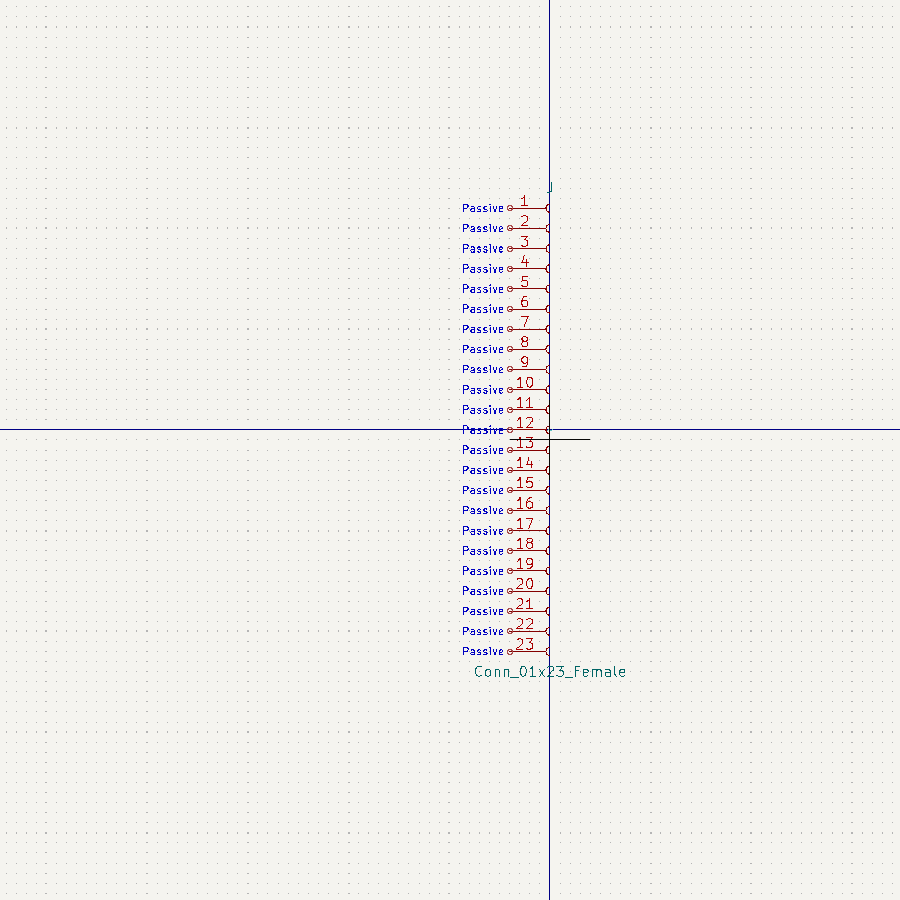 J
Passive 1
Passive 2
Passive 3
Passive 4
Passive 5
Passive 6
Passive 7
Passive 8
Passive 9
Passive 10
Passive 11
Passive 12
Passive 13
Passive 14
Passive 15
Passive 16
Passive 17
Passive 18
Passive 19
Passive 20
Passive 21
Passive 22
Passive 23
Conn_01x23_Female